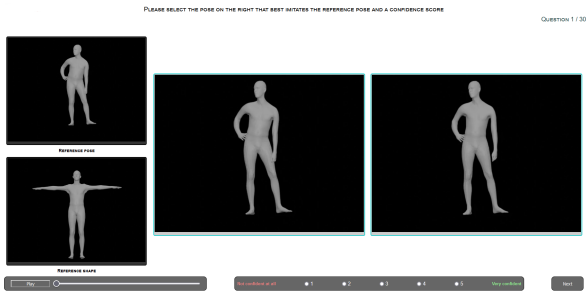 Please select the pose on the right that best imitates the reference pose and a confidence score
Question 1 / 30
Reference pose
Reference shape
Play
Not confident at all
1
2
3
4
5
Very confident
Next